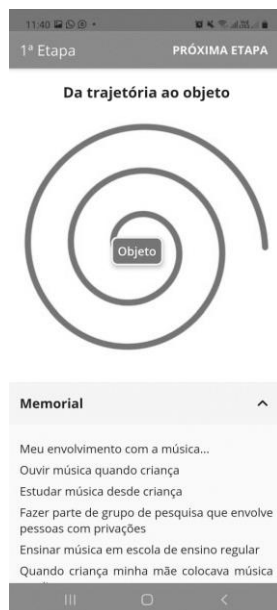 11:40
1ª Etapa PRÓXIMA ETAPA
Da trajetória ao objeto
Objeto
Memorial
Meu envolvimento com a música...
Ouvir música quando criança
Estudar música desde criança
Fazer parte de grupo de pesquisa que envolve
pessoas com privações
Ensinar música em escola de ensino regular
Quando criança minha mãe colocava música